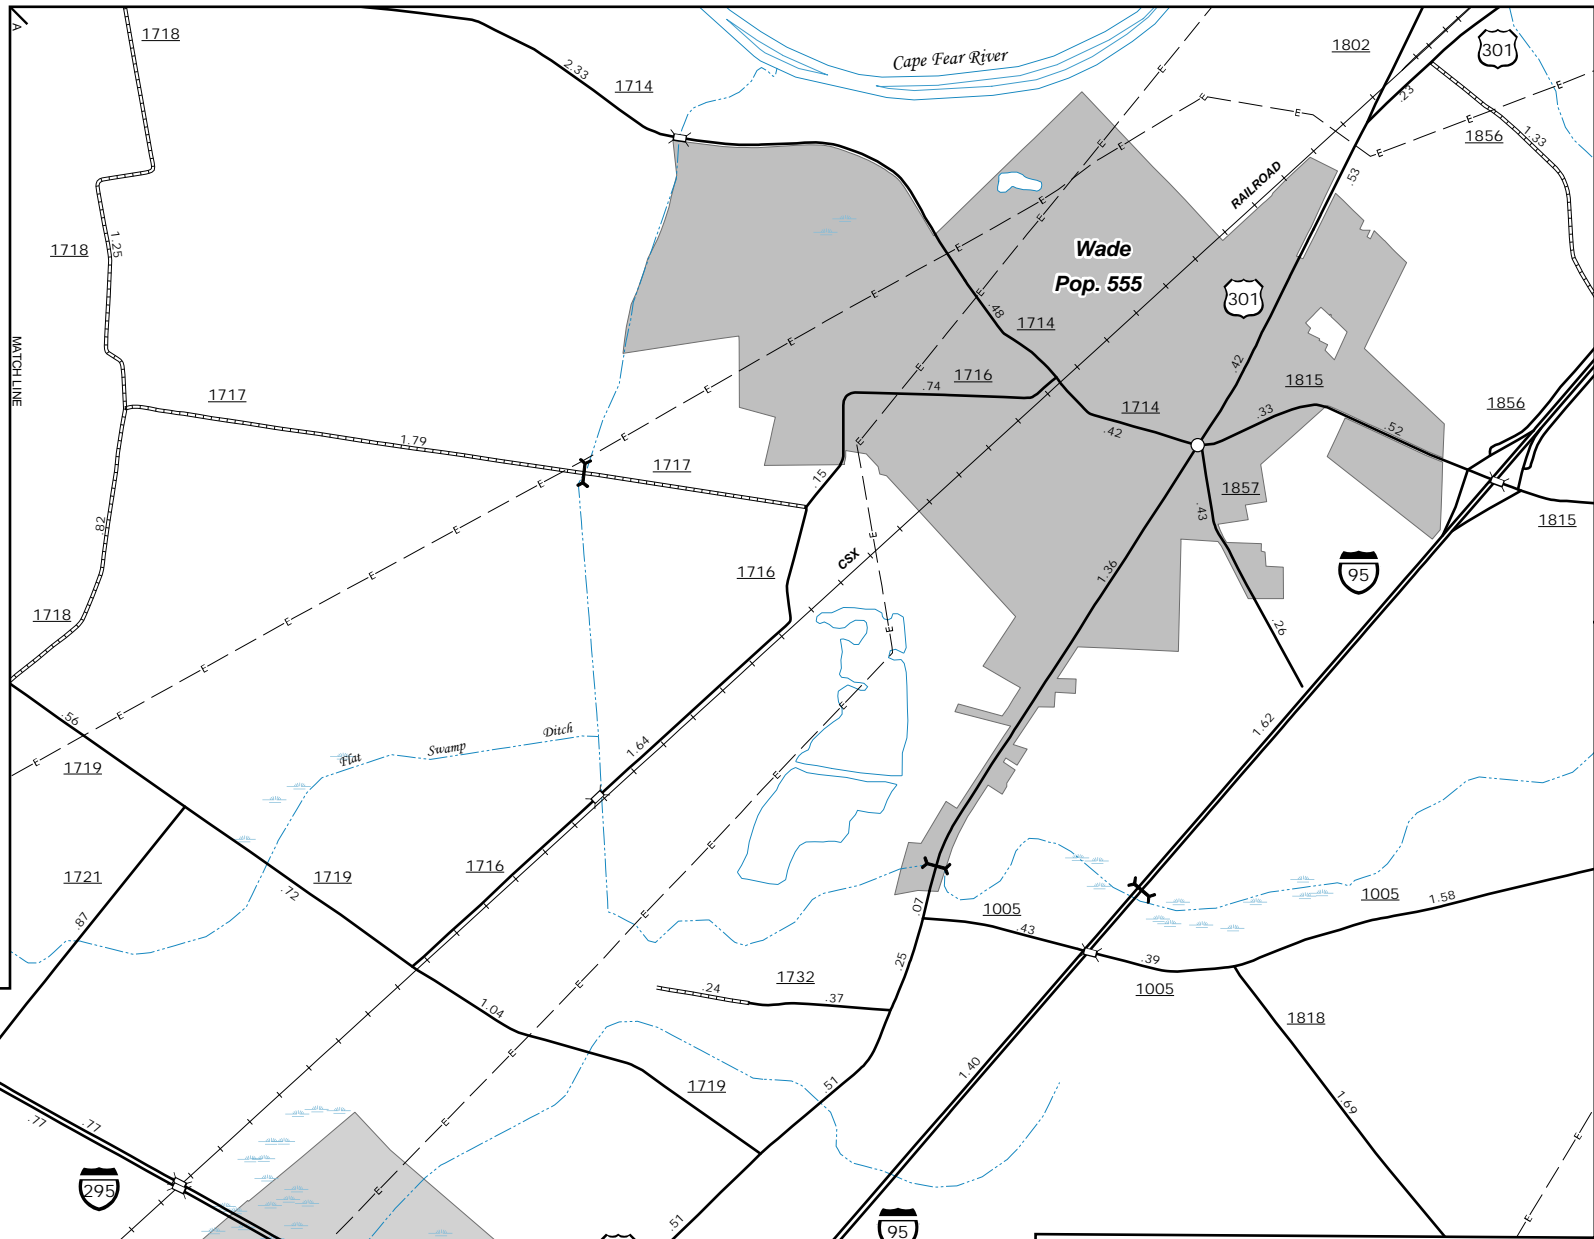 A
1718
2.33
1714
Cape Fear River
1802
301
.23
1856
1.33
E
E
E
E
E
E
E
E
.53
RAILROAD
1718
1.25
E
E
E
E
Wade
Pop. 555
301
E
E
.48
1714
MATCH LINE
E
E
E
.42
1717
.74
1716
1714
.42
1815
.33
.52
1856
1.79
E
E
1717
.15
E
1857
.43
1815
.82
E
E
CSX
1716
1.36
95
E
1718
E
E
E
.26
.56
E
E
1719
Flat
Swamp
Ditch
1.64
E
E
1.62
E
1721
.87
1719
.72
1716
E
.07
1005
.43
1005
1.58
.39
1005
.25
1732
.24
.37
E
1.04
E
1818
1719
.51
1.40
1.69
.77
.77
E
E
295
E
.51
95
E